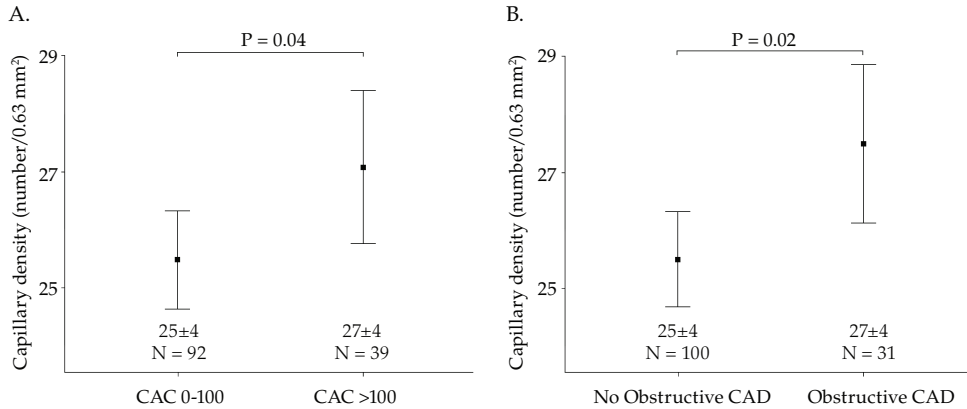 A.
P = 0.04
Capillary density (number/0.63 mm²)
29
27
25
25±4
N = 92
27±4
N = 39
CAC 0-100
CAC >100
B.
P = 0.02
Capillary density (number/0.63 mm²)
29
27
25
25±4
N = 100
27±4
N = 31
No Obstructive CAD
Obstructive CAD